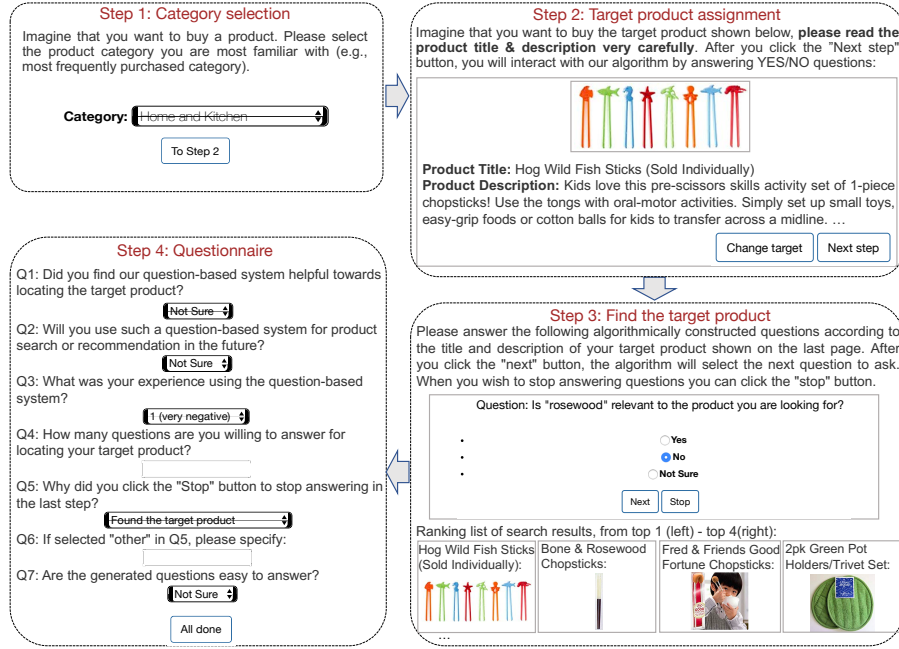 Step 1: Category selection
Imagine that you want to buy a product. Please select
the product category you are most familiar with (e.g.,
most frequently purchased category).
Category: Home and Kitchen
To Step 2
Step 2: Target product assignment
Imagine that you want to buy the target product shown below, please read the
product title & description very carefully. After you click the "Next step"
button, you will interact with our algorithm by answering YES/NO questions:
Product Title: Hog Wild Fish Sticks (Sold Individually)
Product Description: Kids love this pre-scissors skills activity set of 1-piece
chopsticks! Use the tongs with oral-motor activities. Simply set up small toys,
easy-grip foods or cotton balls for kids to transfer across a midline. ...
Change target
Next step
Step 3: Find the target product
Please answer the following algorithmically constructed questions according to
the title and description of your target product shown on the last page. After
you click the "next" button, the algorithm will select the next question to ask.
When you wish to stop answering questions you can click the "stop" button.
Question: Is "rosewood" relevant to the product you are looking for?
Yes
No
Not Sure
Next
Stop
Ranking list of search results, from top 1 (left) - top 4(right):
Hog Wild Fish Sticks
(Sold Individually):
Bone & Rosewood
Chopsticks:
Fred & Friends Good
Fortune Chopsticks:
2pk Green Pot
Holders/Trivet Set:
...
Step 4: Questionnaire
Q1: Did you find our question-based system helpful towards
locating the target product?
Not Sure
Q2: Will you use such a question-based system for product
search or recommendation in the future?
Not Sure
Q3: What was your experience using the question-based
system?
1 (very negative)
Q4: How many questions are you willing to answer for
locating your target product?
Q5: Why did you click the "Stop" button to stop answering in
the last step?
Found the target product
Q6: If selected "other" in Q5, please specify:
Q7: Are the generated questions easy to answer?
Not Sure
All done